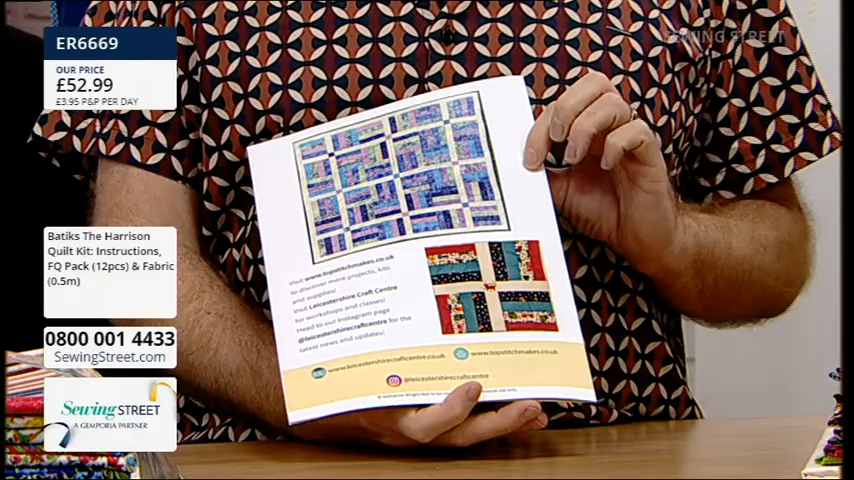 ER6669
OUR PRICE
£52.99
£3.95 P&P PER DAY
SEWING STREET
Batiks The Harrison
Quilt Kit: Instructions,
FQ Pack (12pcs) & Fabric
(0.5m)
0800 001 4433
SewingStreet.com
Sewing STREET
A GEMPORIA PARTNER
Visit www.topstitchmakes.co.uk
to discover more projects, kits
and supplies!
Visit Leicestershire Craft Centre
for workshops and classes!
Head to our Instagram page
@leicestershirecraftcentre for the
latest news and updates!
www.leicestershirecraftcentre.co.uk
www.topstitchmakes.co.uk
@leicestershirecraftcentre